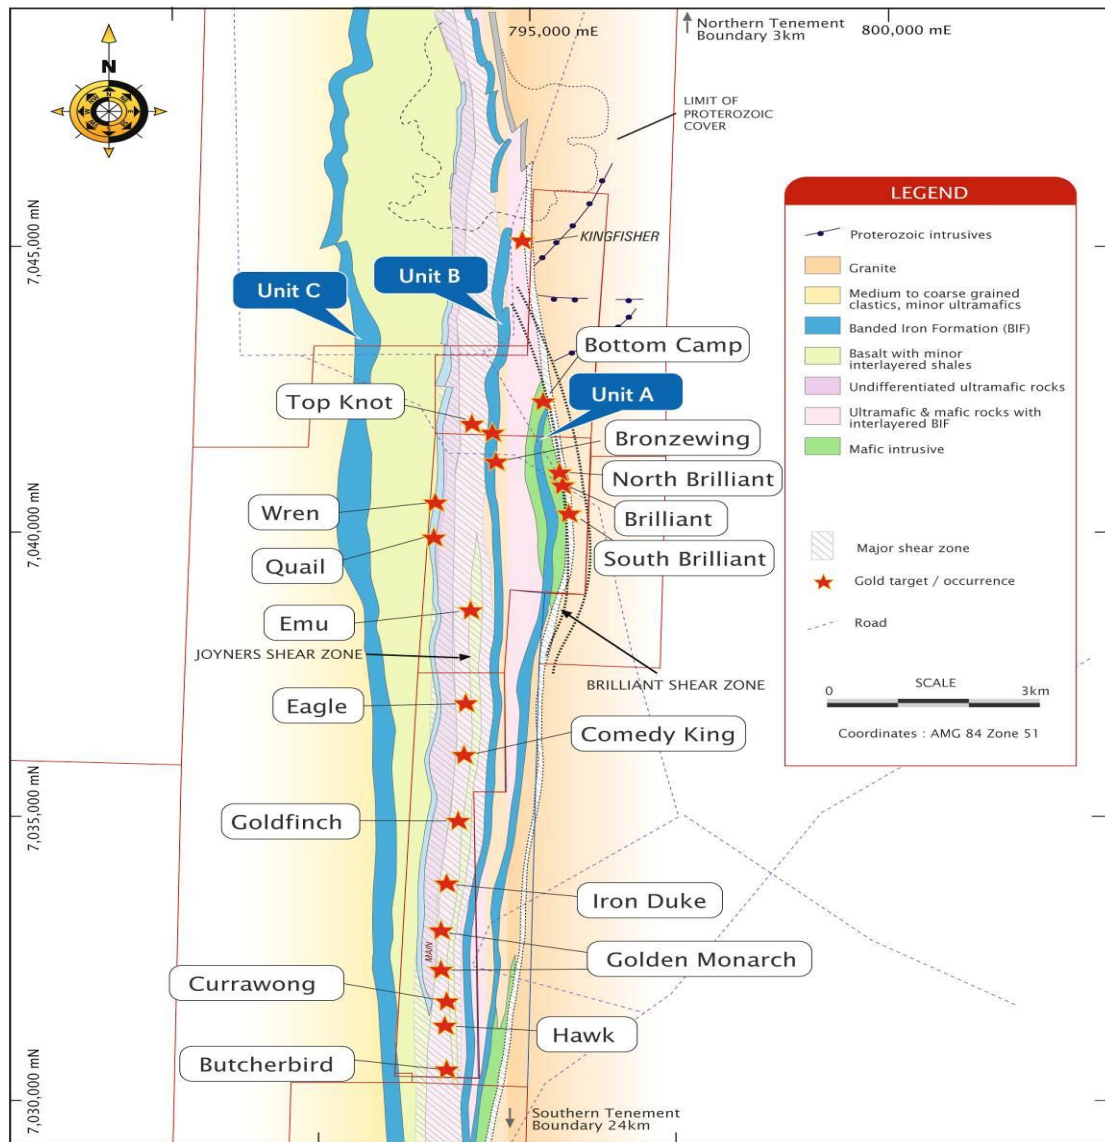 795,000 mE
Northern Tenement
Boundary 3km
800,000 mE
N
LIMIT OF
PROTEROZOIC
COVER
LEGEND
Proterozoic intrusives
Granite
Medium to coarse grained
clastics, minor ultramafics
Banded Iron Formation (BIF)
Basalt with minor
interlayered shales
Undifferentiated ultramafic rocks
Ultramafic & mafic rocks with
interlayered BIF
Mafic intrusive
Major shear zone
Gold target / occurrence
Road
SCALE
0
3km
Coordinates : AMG 84 Zone 51
7,045,000 mN
KINGFISHER
Unit B
Unit C
Bottom Camp
Unit A
Top Knot
Bronzewing
North Brilliant
Wren
Brilliant
7,040,000 mN
South Brilliant
Quail
Emu
JOYNERS SHEAR ZONE
BRILLIANT SHEAR ZONE
Eagle
Comedy King
7,035,000 mN
Goldfinch
Iron Duke
MAIN
Golden Monarch
Currawong
Hawk
Butcherbird
7,030,000 mN
Southern Tenement
Boundary 24km